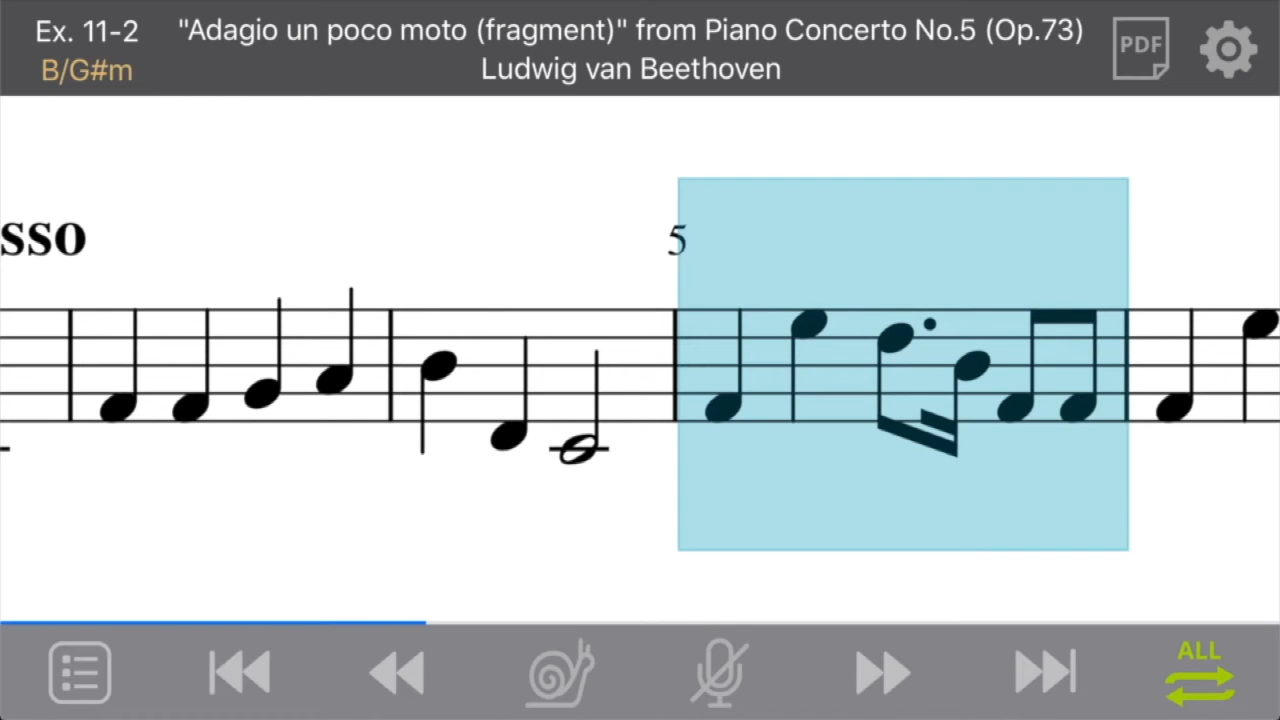 Ex. 11-2 "Adagio un poco moto (fragment)" from Piano Concerto No.5 (Op.73)
B/G#m Ludwig van Beethoven
PDF
sso
5
ALL